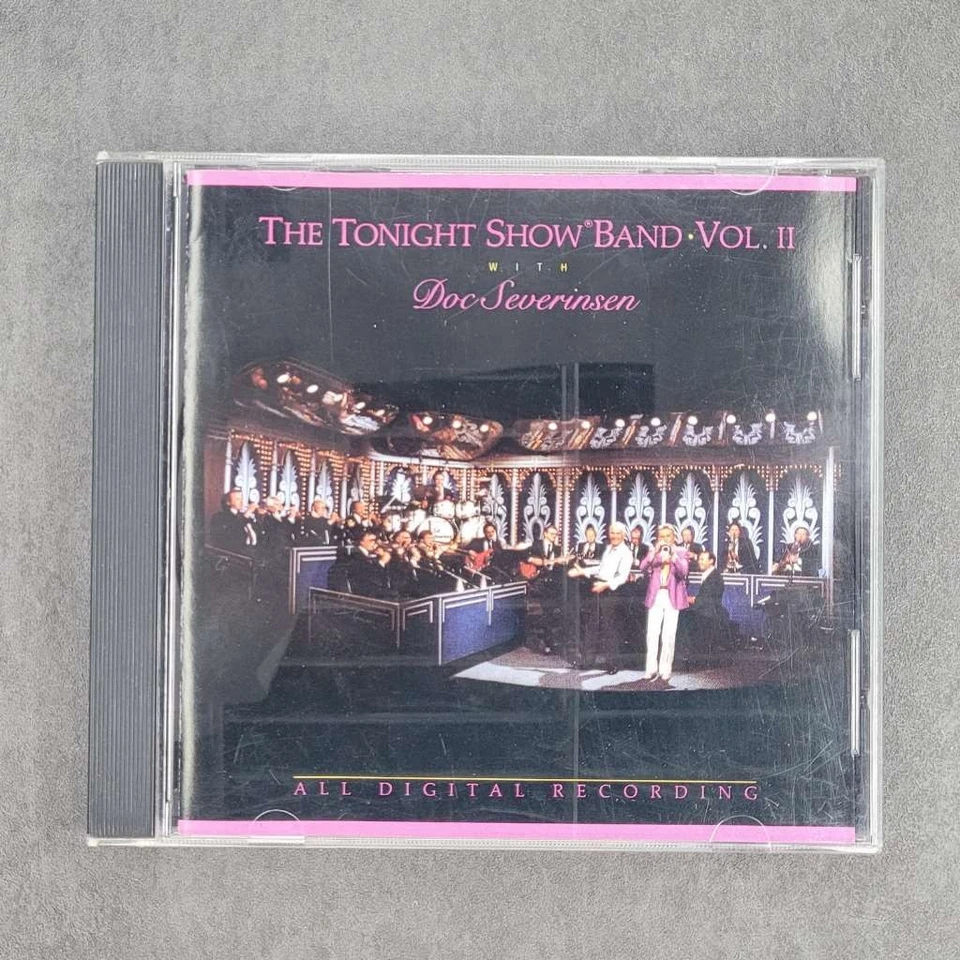 THE TONIGHT SHOW® BAND · VOL. II
WITH
Doc Severinsen
ALL DIGITAL RECORDING